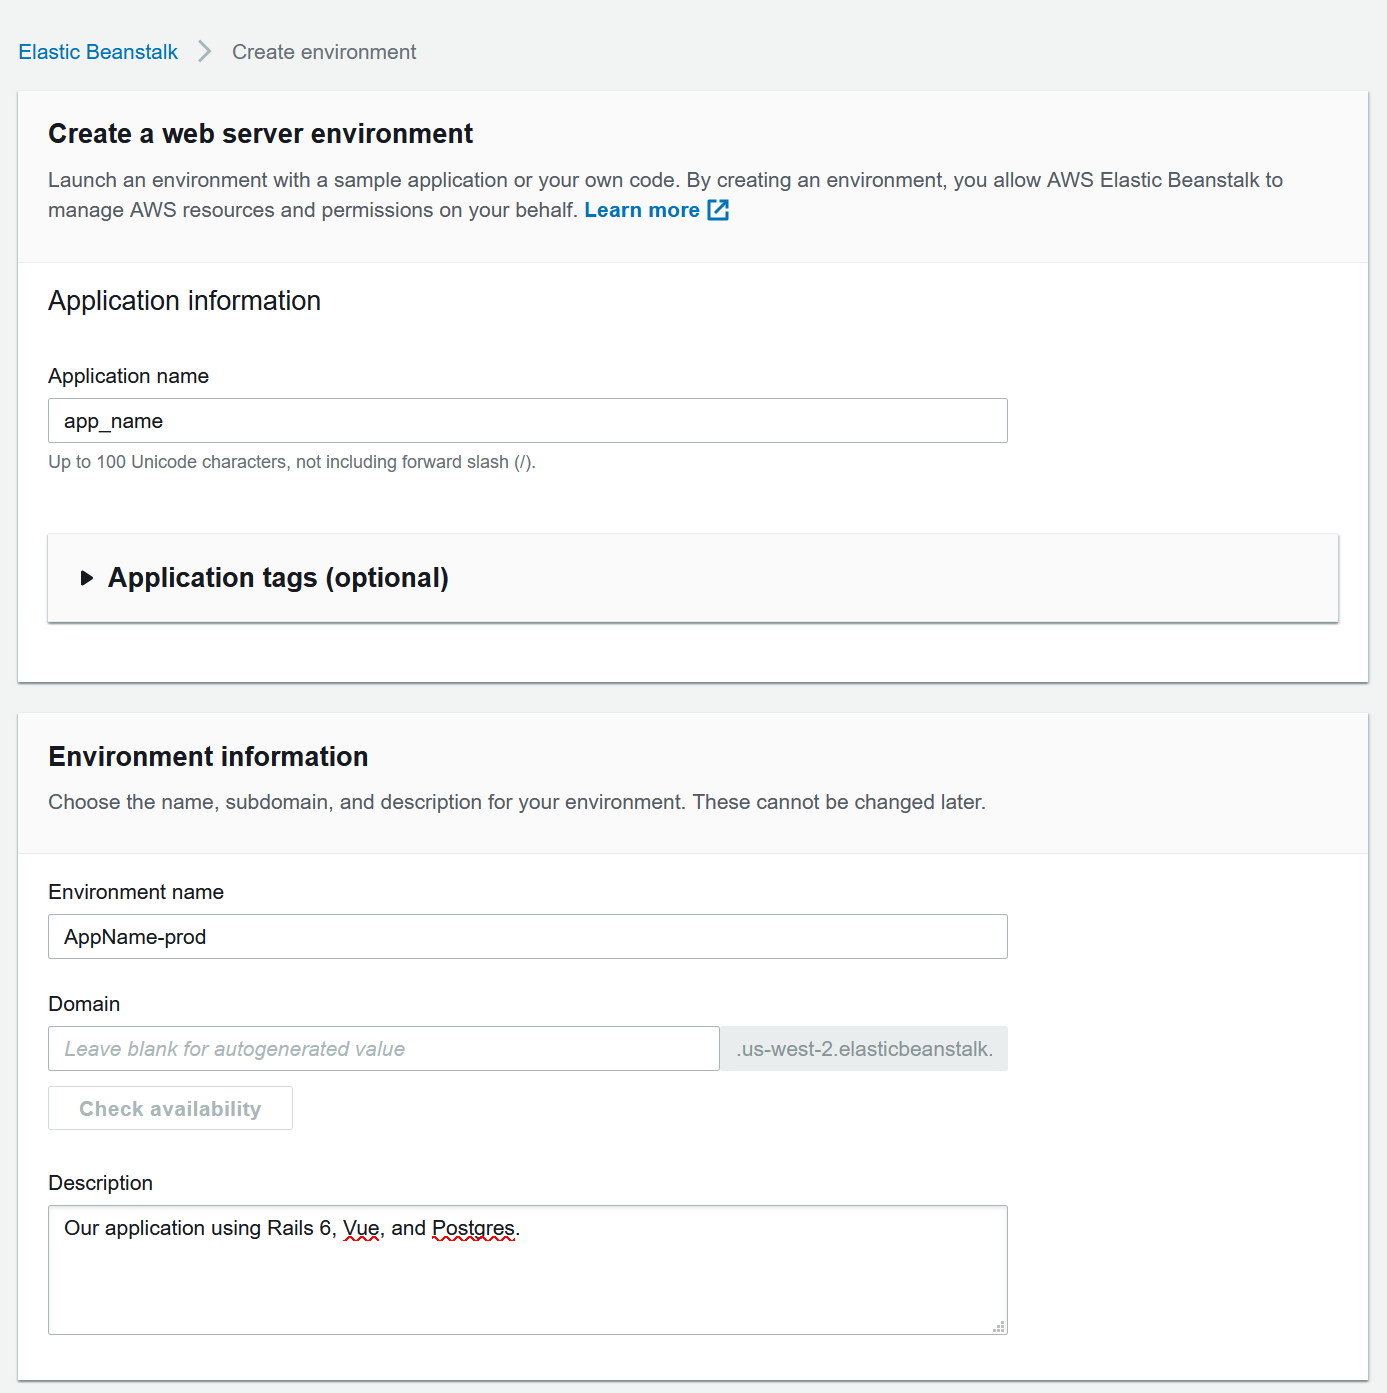 Elastic Beanstalk > Create environment
Create a web server environment
Launch an environment with a sample application or your own code. By creating an environment, you allow AWS Elastic Beanstalk to
manage AWS resources and permissions on your behalf. Learn more
Application information
Application name
app_name
Up to 100 Unicode characters, not including forward slash (/).
Application tags (optional)
Environment information
Choose the name, subdomain, and description for your environment. These cannot be changed later.
Environment name
AppName-prod
Domain
Leave blank for autogenerated value .us-west-2.elasticbeanstalk.
Check availability
Description
Our application using Rails 6, Vue, and Postgres.